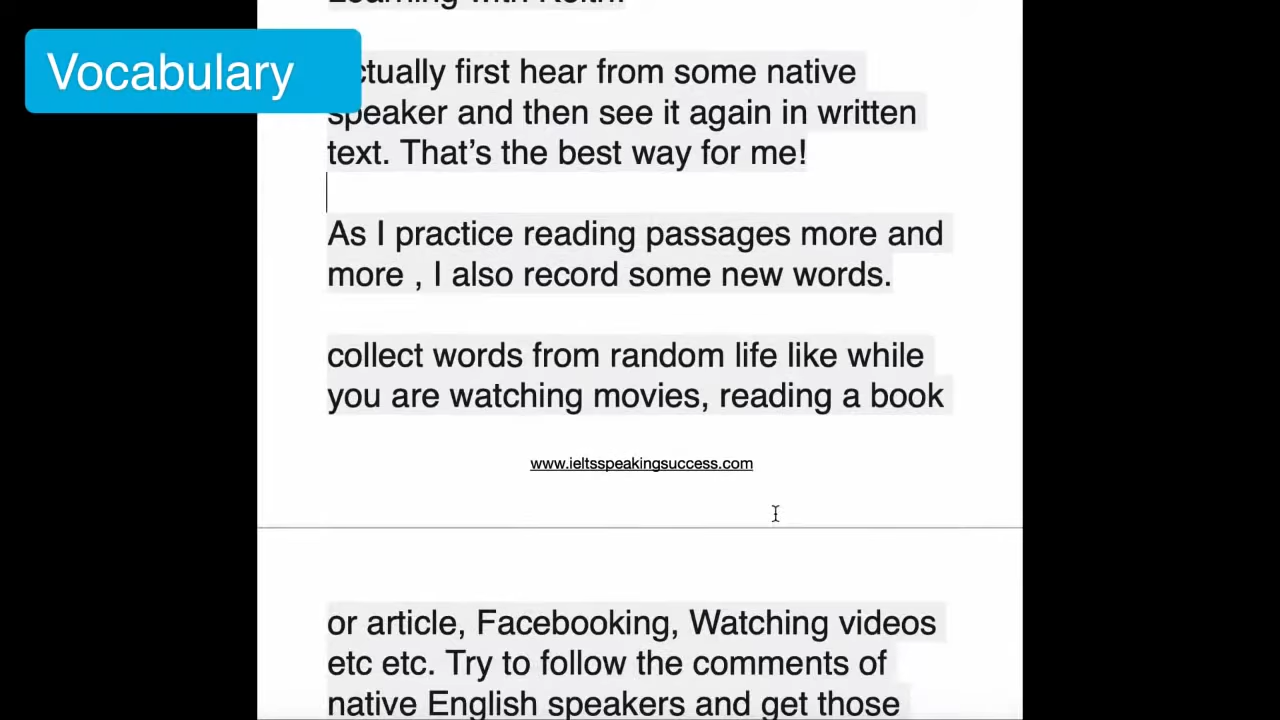 Learning with Keith.
Vocabulary
ctually first hear from some native
speaker and then see it again in written
text. That’s the best way for me!
As I practice reading passages more and
more , I also record some new words.
collect words from random life like while
you are watching movies, reading a book
www.ieltsspeakingsuccess.com
or article, Facebooking, Watching videos
etc etc. Try to follow the comments of
native English speakers and get those